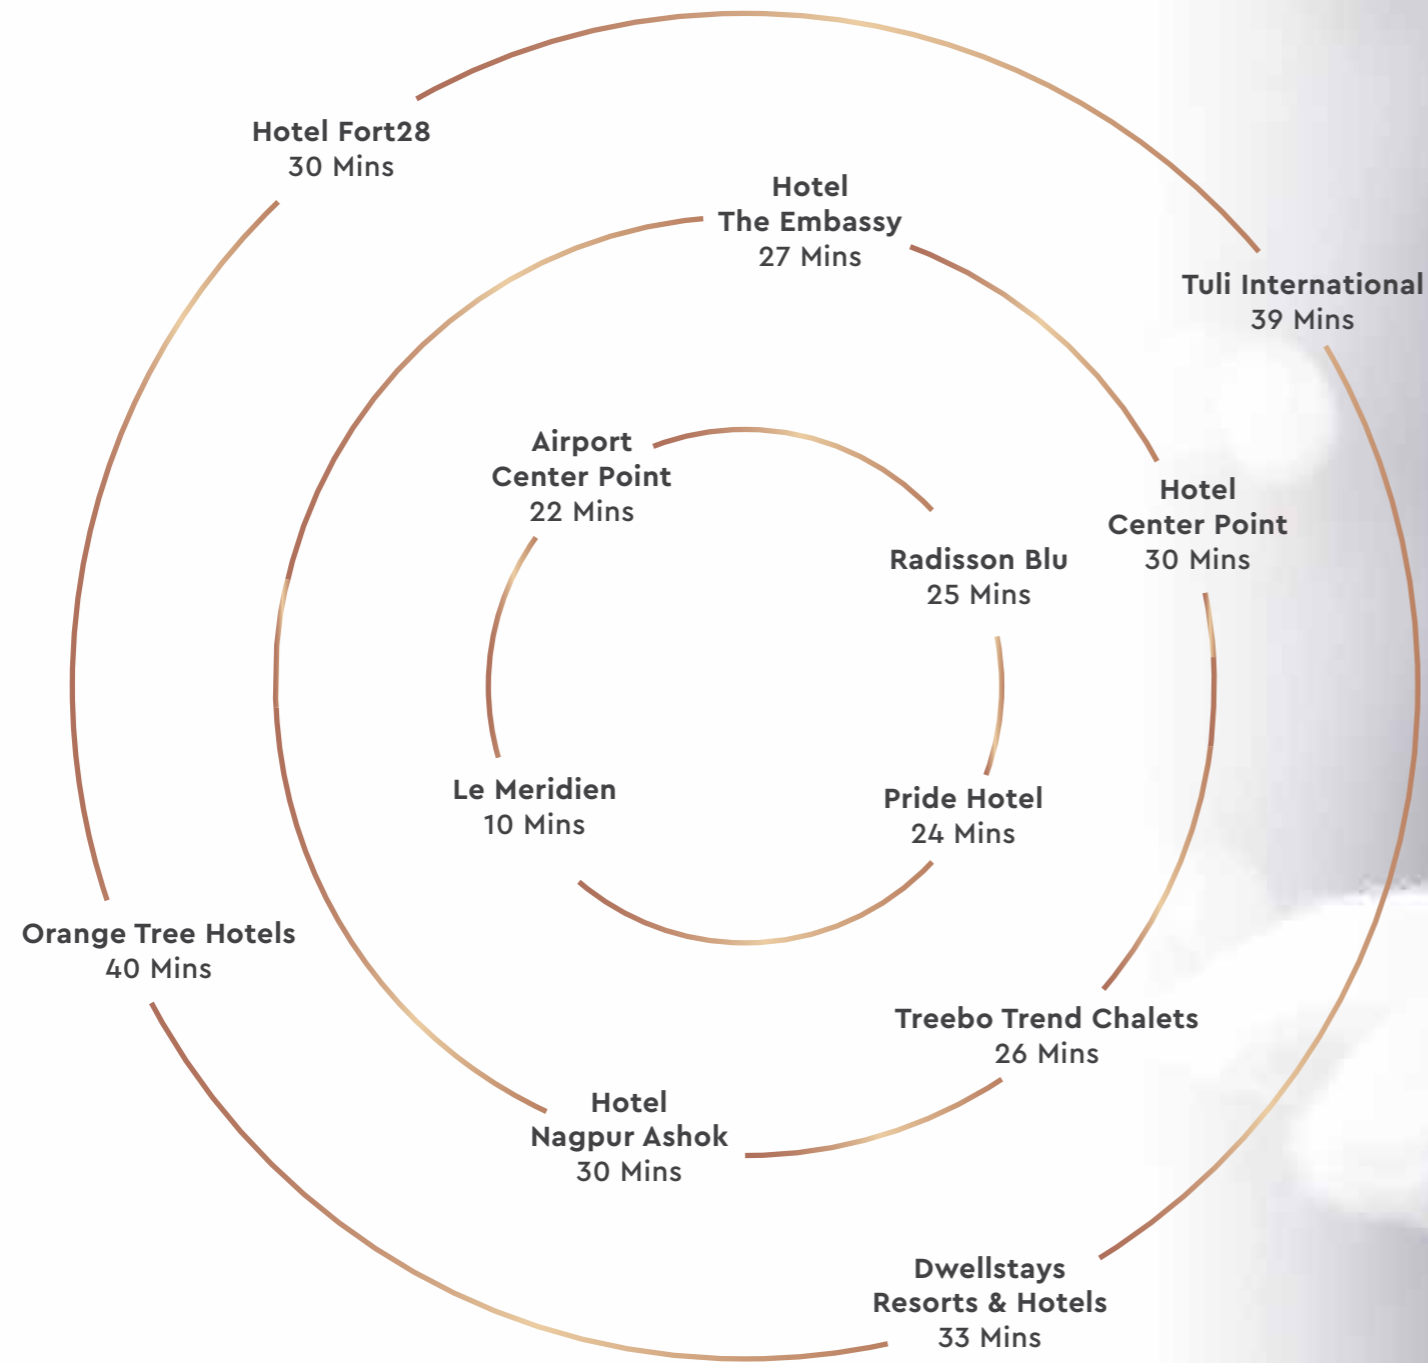 Hotel Fort28
30 Mins
Hotel
The Embassy
27 Mins
Tuli International
39 Mins
Airport
Center Point
22 Mins
Hotel
Center Point
30 Mins
Radisson Blu
25 Mins
Le Meridien
10 Mins
Pride Hotel
24 Mins
Orange Tree Hotels
40 Mins
Treebo Trend Chalets
26 Mins
Hotel
Nagpur Ashok
30 Mins
Dwellstays
Resorts & Hotels
33 Mins